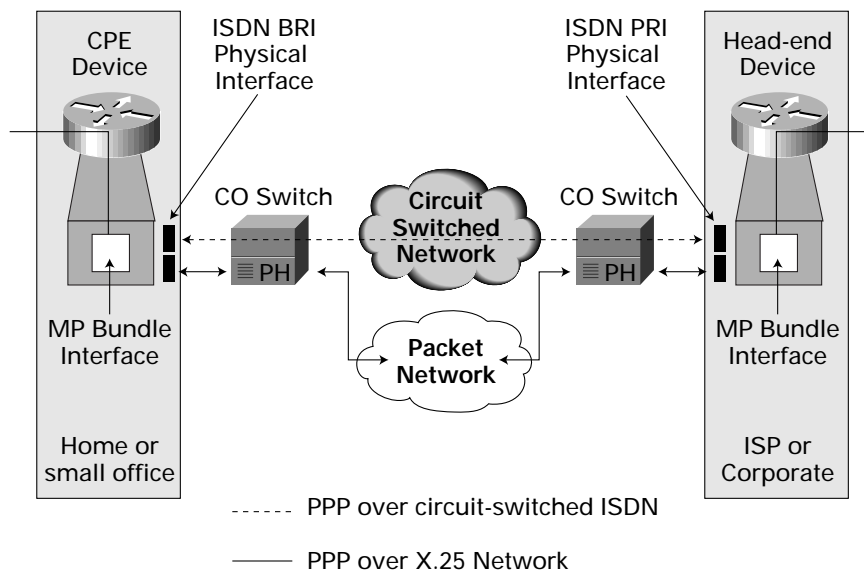 CPE
Device
ISDN BRI
Physical
Interface
ISDN PRI
Physical
Interface
Head-end
Device
CO Switch
Circuit
Switched
Network
CO Switch
PH
PH
MP Bundle
Interface
Packet
Network
MP Bundle
Interface
Home or
small office
ISP or
Corporate
PPP over circuit-switched ISDN
PPP over X.25 Network